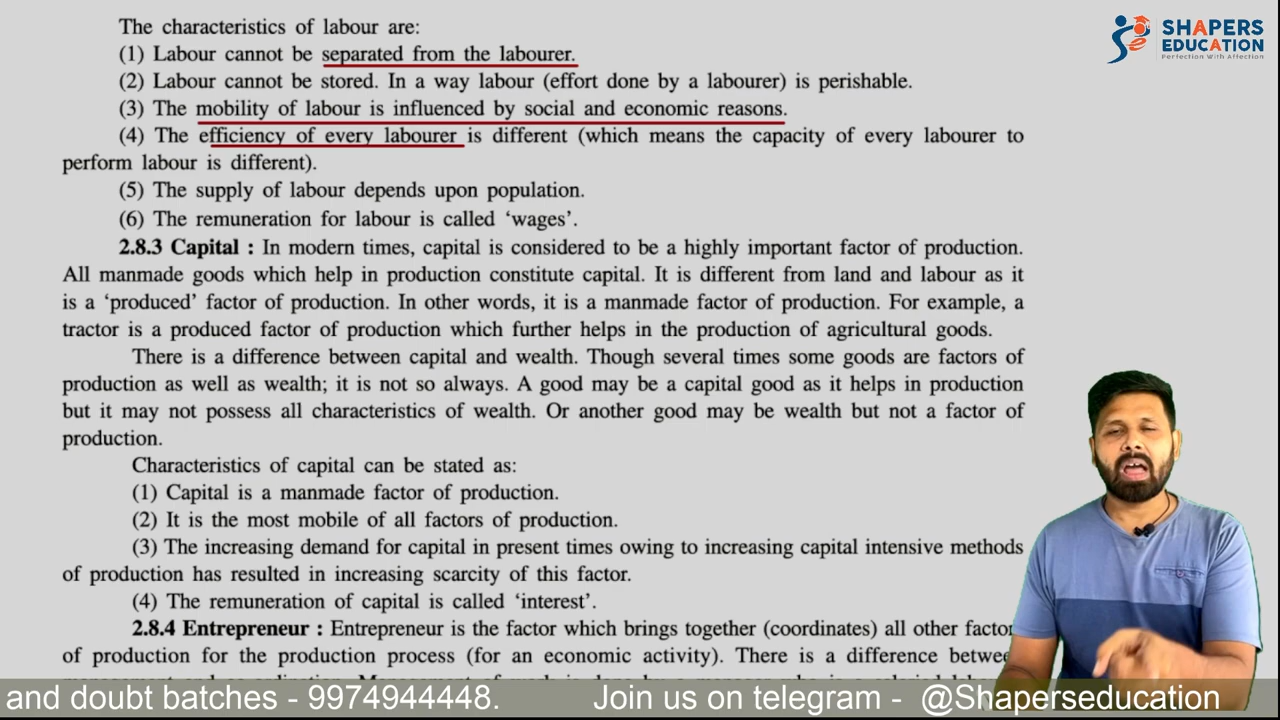 The characteristics of labour are:
(1) Labour cannot be separated from the labourer.
(2) Labour cannot be stored. In a way labour (effort done by a labourer) is perishable.
(3) The mobility of labour is influenced by social and economic reasons.
(4) The efficiency of every labourer is different (which means the capacity of every labourer to
perform labour is different).
(5) The supply of labour depends upon population.
(6) The remuneration for labour is called ‘wages’.
2.8.3 Capital : In modern times, capital is considered to be a highly important factor of production.
All manmade goods which help in production constitute capital. It is different from land and labour as it
is a ‘produced’ factor of production. In other words, it is a manmade factor of production. For example, a
tractor is a produced factor of production which further helps in the production of agricultural goods.
There is a difference between capital and wealth. Though several times some goods are factors of
production as well as wealth; it is not so always. A good may be a capital good as it helps in production
but it may not possess all characteristics of wealth. Or another good may be wealth but not a factor of
production.
Characteristics of capital can be stated as:
(1) Capital is a manmade factor of production.
(2) It is the most mobile of all factors of production.
(3) The increasing demand for capital in present times owing to increasing capital intensive methods
of production has resulted in increasing scarcity of this factor.
(4) The remuneration of capital is called ‘interest’.
2.8.4 Entrepreneur : Entrepreneur is the factor which brings together (coordinates) all other factor
of production for the production process (for an economic activity). There is a difference betwee
and doubt batches - 9974944448. Join us on telegram - @Shaperseducation
SHAPERS
EDUCATION
Perfection With Affection